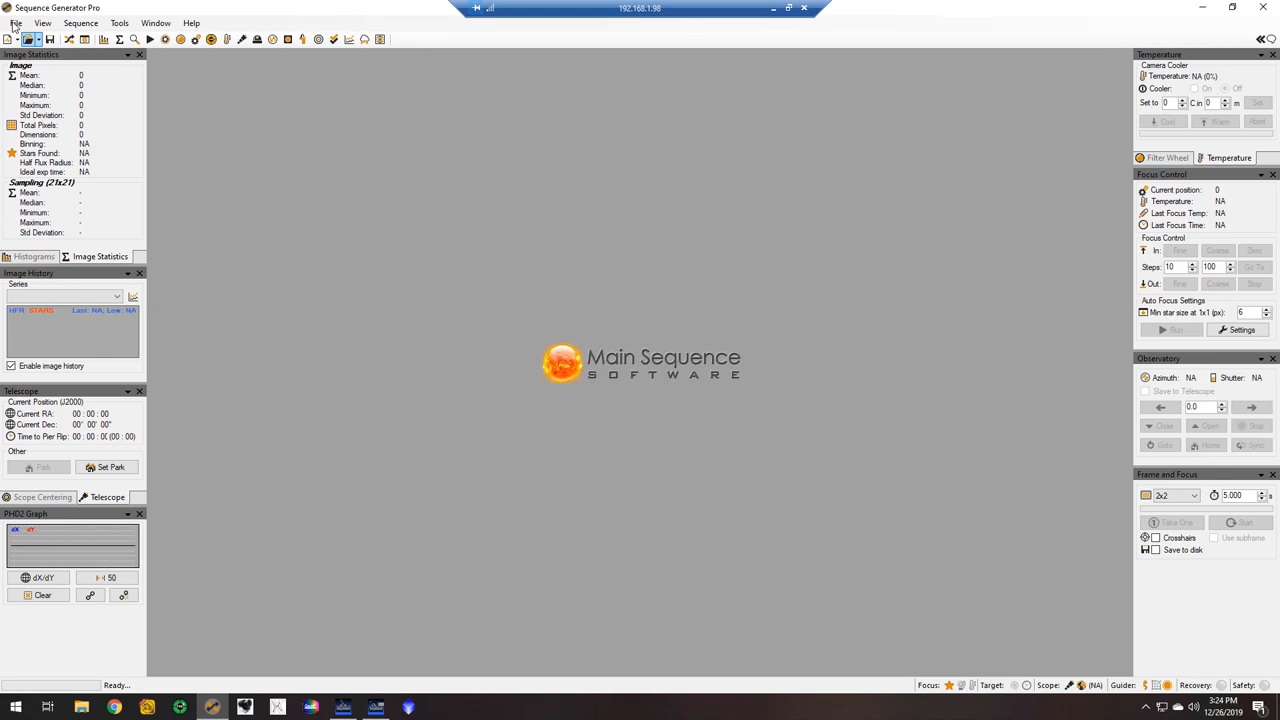 Sequence Generator Pro
192.168.1.98
File View Sequence Tools Window Help
Image Statistics
Image
Mean: 0
Median: 0
Minimum: 0
Maximum: 0
Std Deviation: 0
Total Pixels: 0
Dimensions: 0
Binning: NA
Stars Found: NA
Half Flux Radius: NA
Ideal exp time: NA
Sampling (21x21)
Mean: -
Median: -
Minimum: -
Maximum: -
Std Deviation: -
Histograms Image Statistics
Image History
Series
HFR STARS Last: NA; Low: NA
Enable image history
Telescope
Current Position (J2000)
Current RA: 00 : 00 : 00
Current Dec: 00° 00' 00"
Time to Pier Flip: 00 : 00 : 0( (00 : 00)
Other
Park Set Park
Scope Centering Telescope
PHD2 Graph
dX dY
dX/dY 50
Clear
Main Sequence
SOFTWARE
Temperature
Camera Cooler
Temperature: NA (0%)
Cooler: On Off
Set to 0 C in 0 m Set
Cool Warm Abort
Filter Wheel Temperature
Focus Control
Current position: 0
Temperature: NA
Last Focus Temp: NA
Last Focus Time: NA
Focus Control
In: Fine Coarse Zero
Steps: 10 100 Go To
Out: Fine Coarse Stop
Auto Focus Settings
Min star size at 1x1 (px): 6
Run Settings
Observatory
Azimuth: NA Shutter: NA
Slave to Telescope
0.0
Close Open Stop
Goto Home Sync
Frame and Focus
2x2 5.000 s
Take One Start
Crosshairs Use subframe
Save to disk
Ready... Focus: Target: Scope: (NA) Guider: Recovery: Safety:
3:24 PM
12/26/2019